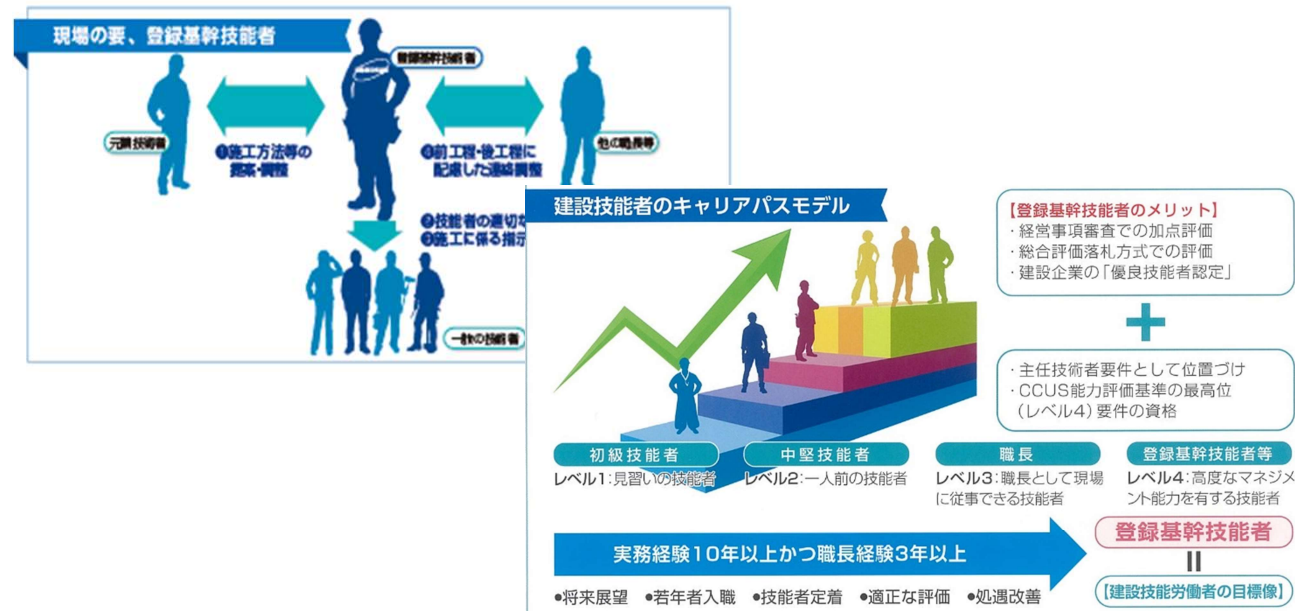 現場の要、登録基幹技能者
登録基幹技能者
元請技術者
他の職長等
❶施工方法等の
提案・調整
❹前工程・後工程に
配慮した連絡調整
❷技能者の適切な
❸施工に係る指示
一般の技能者
建設技能者のキャリアパスモデル
【登録基幹技能者のメリット】
・経営事項審査での加点評価
・総合評価落札方式での評価
・建設企業の「優良技能者認定」
+
・主任技術者要件として位置づけ
・CCUS能力評価基準の最高位
（レベル4）要件の資格
初級技能者
レベル1：見習いの技能者
中堅技能者
レベル2：一人前の技能者
職長
レベル3：職長として現場
に従事できる技能者
登録基幹技能者等
レベル4：高度なマネジメ
ント能力を有する技能者
実務経験10年以上かつ職長経験3年以上
登録基幹技能者
=
【建設技能労働者の目標像】
●将来展望 ●若年者入職 ●技能者定着 ●適正な評価 ●処遇改善